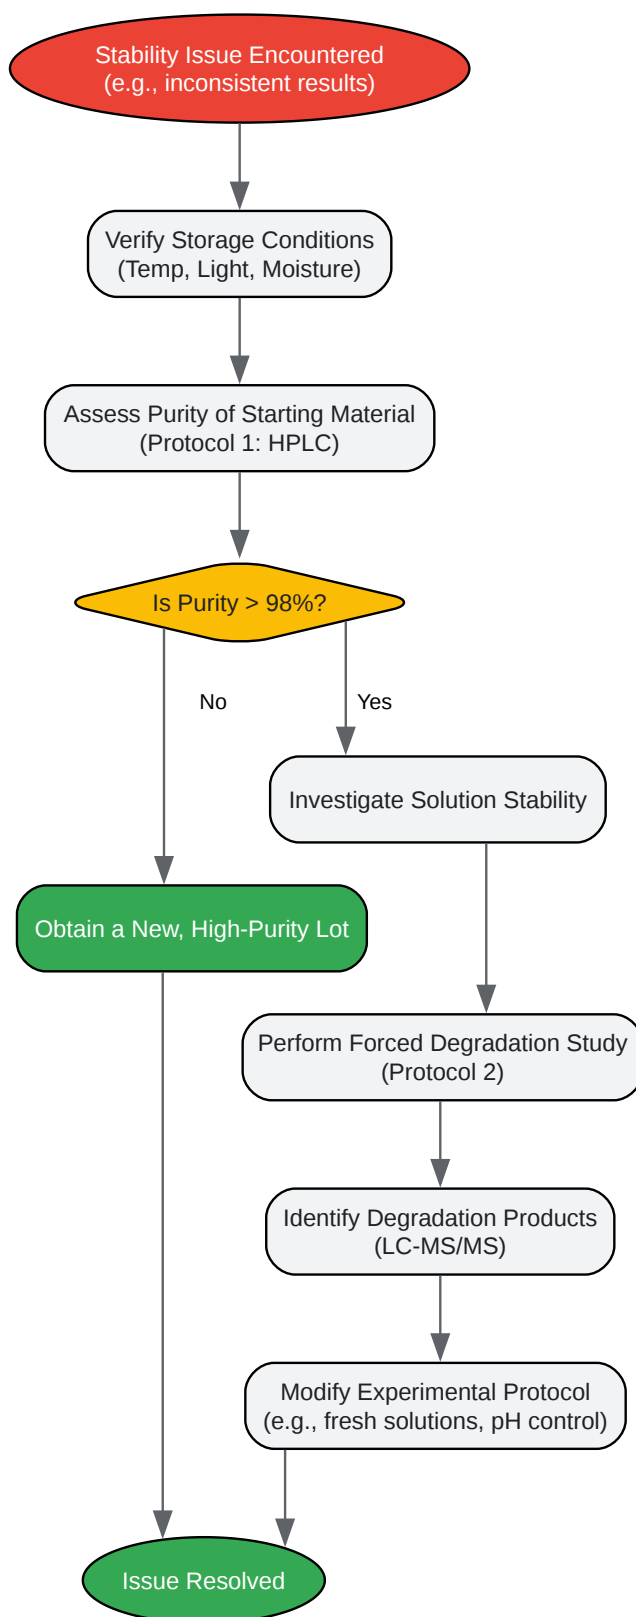 Stability Issue Encountered
(e.g., inconsistent results)
Verify Storage Conditions
(Temp, Light, Moisture)
Assess Purity of Starting Material
(Protocol 1: HPLC)
Is Purity > 98%?
No
Yes
Investigate Solution Stability
Obtain a New, High-Purity Lot
Perform Forced Degradation Study
(Protocol 2)
Identify Degradation Products
(LC-MS/MS)
Modify Experimental Protocol
(e.g., fresh solutions, pH control)
Issue Resolved